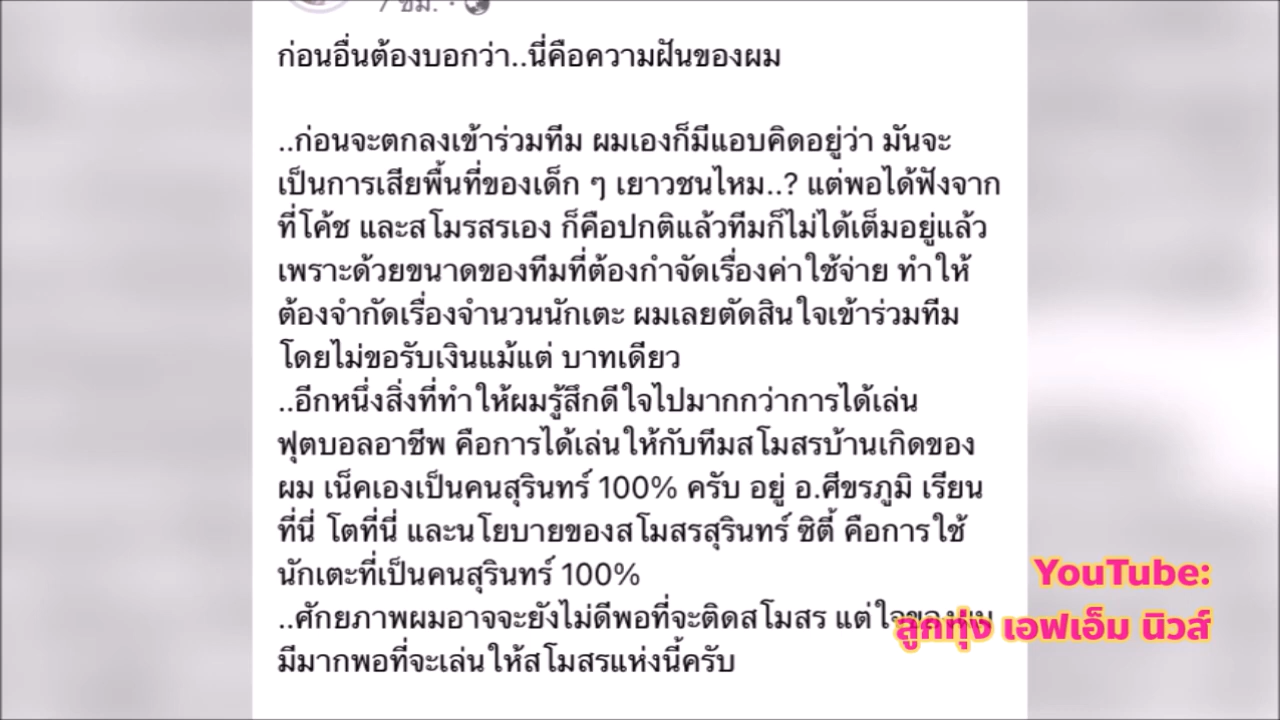 7 ชม. ·
ก่อนอื่นต้องบอกว่า..นี่คือความฝันของผม
..ก่อนจะตกลงเข้าร่วมทีม ผมเองก็มีแอบคิดอยู่ว่า มันจะ
เป็นการเสียพื้นที่ของเด็ก ๆ เยาวชนไหม..? แต่พอได้ฟังจาก
ที่โค้ช และสโมรสรเอง ก็คือปกติแล้วทีมก็ไม่ได้เต็มอยู่แล้ว
เพราะด้วยขนาดของทีมที่ต้องกำจัดเรื่องค่าใช้จ่าย ทำให้
ต้องจำกัดเรื่องจำนวนนักเตะ ผมเลยตัดสินใจเข้าร่วมทีม
โดยไม่ขอรับเงินแม้แต่ บาทเดียว
..อีกหนึ่งสิ่งที่ทำให้ผมรู้สึกดีใจไปมากกว่าการได้เล่น
ฟุตบอลอาชีพ คือการได้เล่นให้กับทีมสโมสรบ้านเกิดของ
ผม เน็คเองเป็นคนสุรินทร์ 100% ครับ อยู่ อ.ศีขรภูมิ เรียน
ที่นี่ โตที่นี่ และนโยบายของสโมสรสุรินทร์ ซิตี้ คือการใช้
นักเตะที่เป็นคนสุรินทร์ 100%
..ศักยภาพผมอาจจะยังไม่ดีพอที่จะติดสโมสร แต่ใจของผม
มีมากพอที่จะเล่นให้สโมสรแห่งนี้ครับ
YouTube:
ลูกทุ่ง เอฟเอ็ม นิวส์